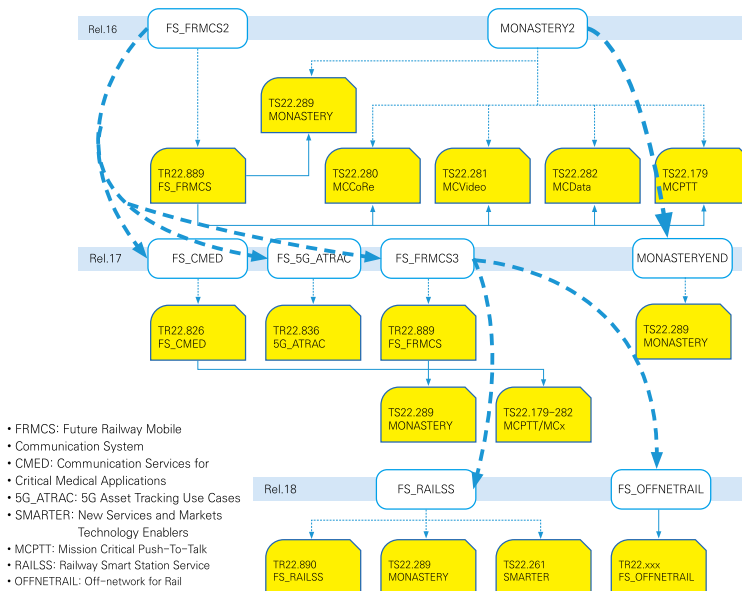 Rel.16
FS_FRMCS2
MONASTERY2
TS22.289
MONASTERY
TR22.889
FS_FRMCS
TS22.280
MCCoRe
TS22.281
MCVideo
TS22.282
MCData
TS22.179
MCPTT
Rel.17
FS_CMED
FS_5G_ATRAC
FS_FRMCS3
MONASTERYEND
TR22.826
FS_CMED
TR22.836
5G_ATRAC
TR22.889
FS_FRMCS
TS22.289
MONASTERY
TS22.289
MONASTERY
TS22.179-282
MCPTT/MCx
• FRMCS: Future Railway Mobile
• Communication System
• CMED: Communication Services for
• Critical Medical Applications
• 5G_ATRAC: 5G Asset Tracking Use Cases
• SMARTER: New Services and Markets
Technology Enablers
• MCPTT: Mission Critical Push-To-Talk
• RAILSS: Railway Smart Station Service
• OFFNETRAIL: Off-network for Rail
Rel.18
FS_RAILSS
FS_OFFNETRAIL
TR22.890
FS_RAILSS
TS22.289
MONASTERY
TS22.261
SMARTER
TR22.xxx
FS_OFFNETRAIL